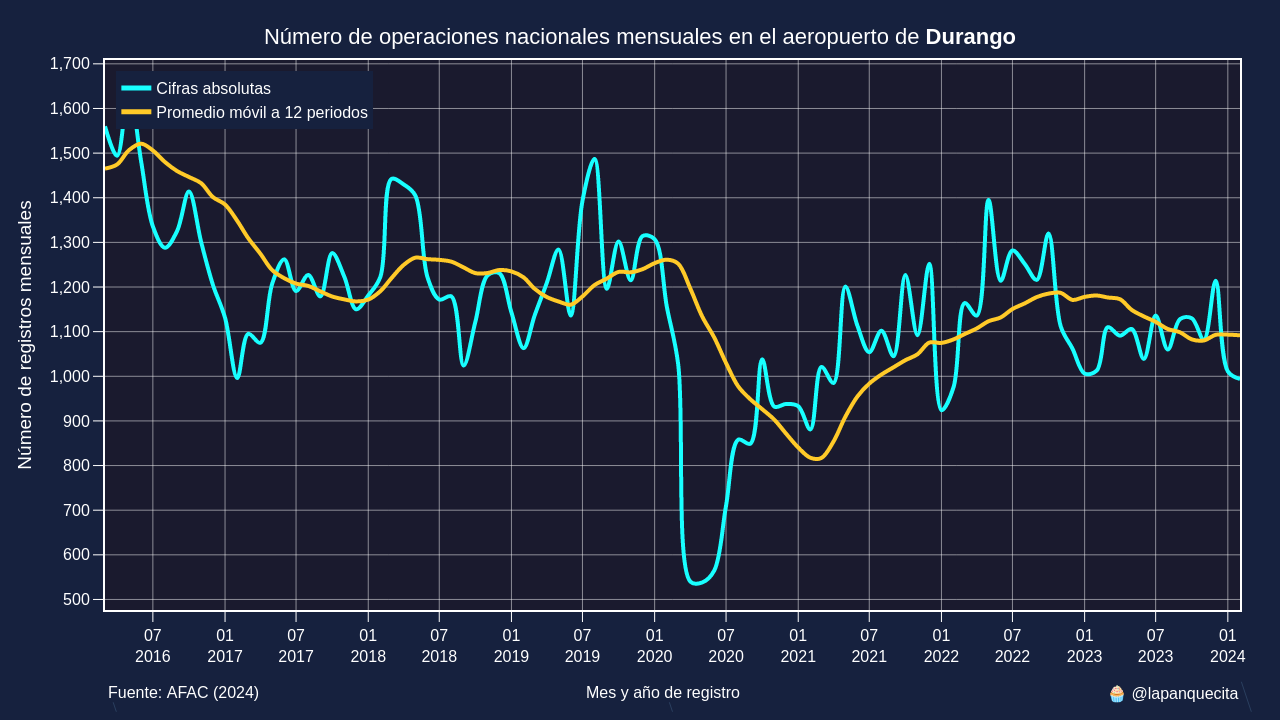 Número de operaciones nacionales mensuales en el aeropuerto de Durango
Cifras absolutas
Promedio móvil a 12 periodos
Número de registros mensuales
1,700
1,600
1,500
1,400
1,300
1,200
1,100
1,000
900
800
700
600
500
07 01 07 01 07 01 07 01 07 01 07 01 07 01 07 01
2016 2017 2017 2018 2018 2019 2019 2020 2020 2021 2021 2022 2022 2023 2023 2024
Fuente: AFAC (2024) Mes y año de registro 🧁 @lapanquecita